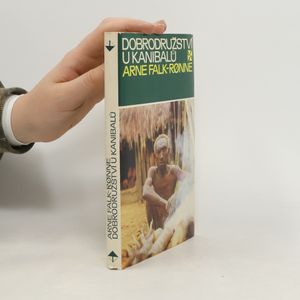 DOBRODRUŽSTVÍ
U KANIBALŮ
ARNE FALK-RØNNE
ARNE FALK-RØNNE
DOBRODRUŽSTVÍ U KANIBALŮ